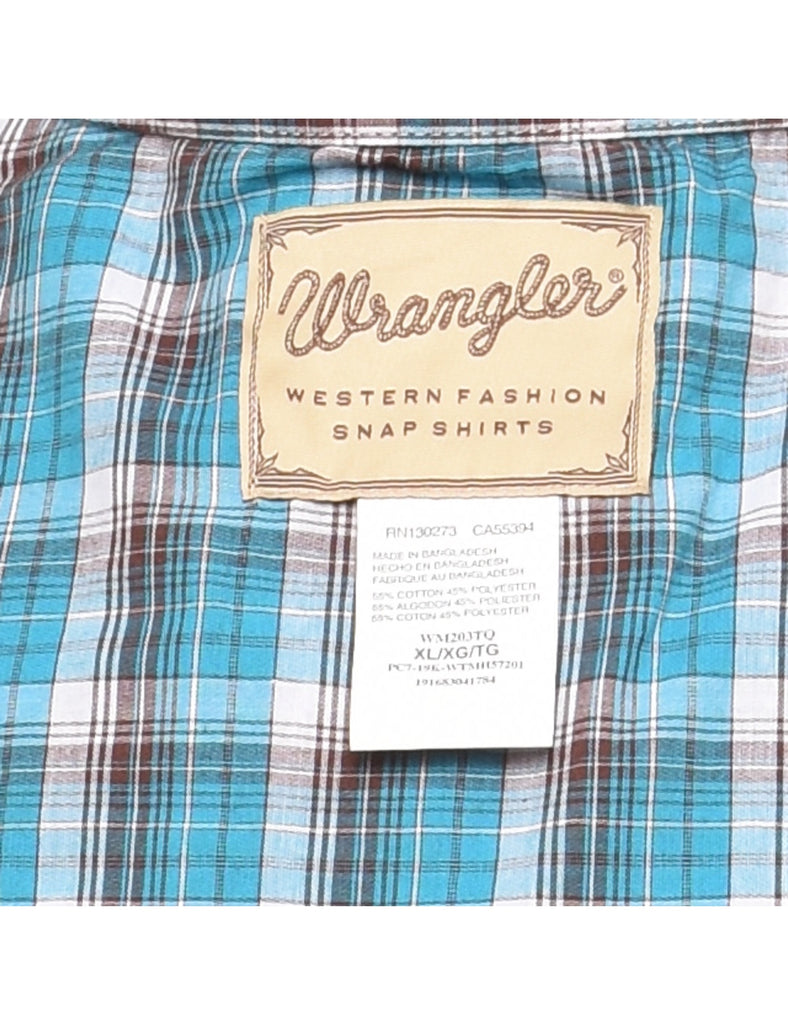 Wrangler®
WESTERN FASHION
SNAP SHIRTS
RN130273 CA55394
MADE IN BANGLADESH
HECHO EN BANGLADESH
FABRIQUE AU BANGLADESH
55% COTTON 45% POLYESTER
55% ALGODON 45% POLIESTER
55% COTON 45% POLYESTER
WM203TQ
XL/XG/TG
PC7-19K-WTMH57201
191683041784